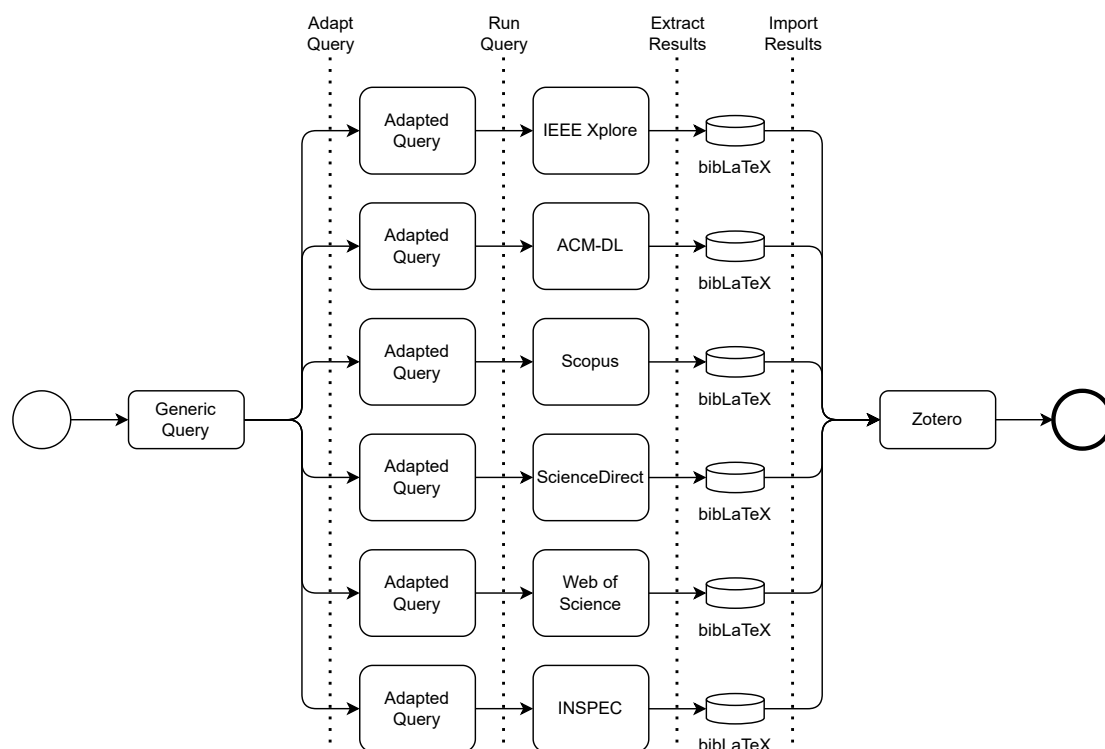 Adapt
Query
Run
Query
Extract
Results
Import
Results
Adapted
Query
IEEE Xplore
bibLaTeX
Adapted
Query
ACM-DL
bibLaTeX
Adapted
Query
Scopus
bibLaTeX
Generic
Query
Zotero
Adapted
Query
ScienceDirect
bibLaTeX
Adapted
Query
Web of
Science
bibLaTeX
Adapted
Query
INSPEC
bibLaTeX